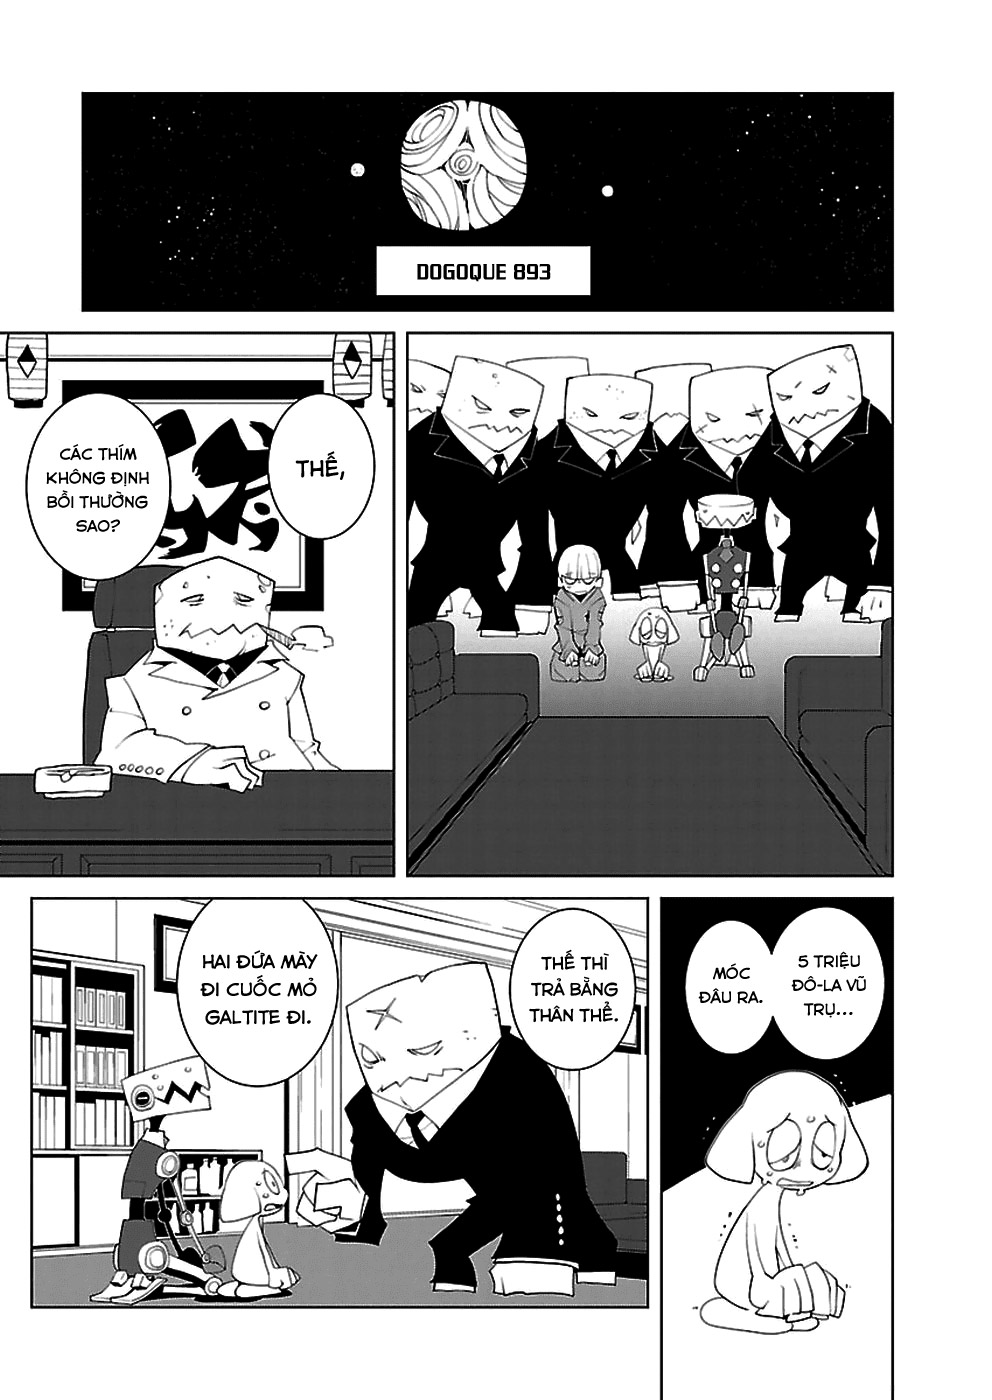 DOGOQUE 893
THẾ,
CÁC THÍM
KHÔNG ĐỊNH
BỒI THƯỜNG
SAO?
5 TRIỆU
ĐÔ-LA VŨ
TRỤ...
MÓC
ĐÂU RA.
THẾ THÌ
TRẢ BẰNG
THÂN THỂ.
HAI ĐỨA MÀY
ĐI CUỐC MỎ
GALTITE ĐI.